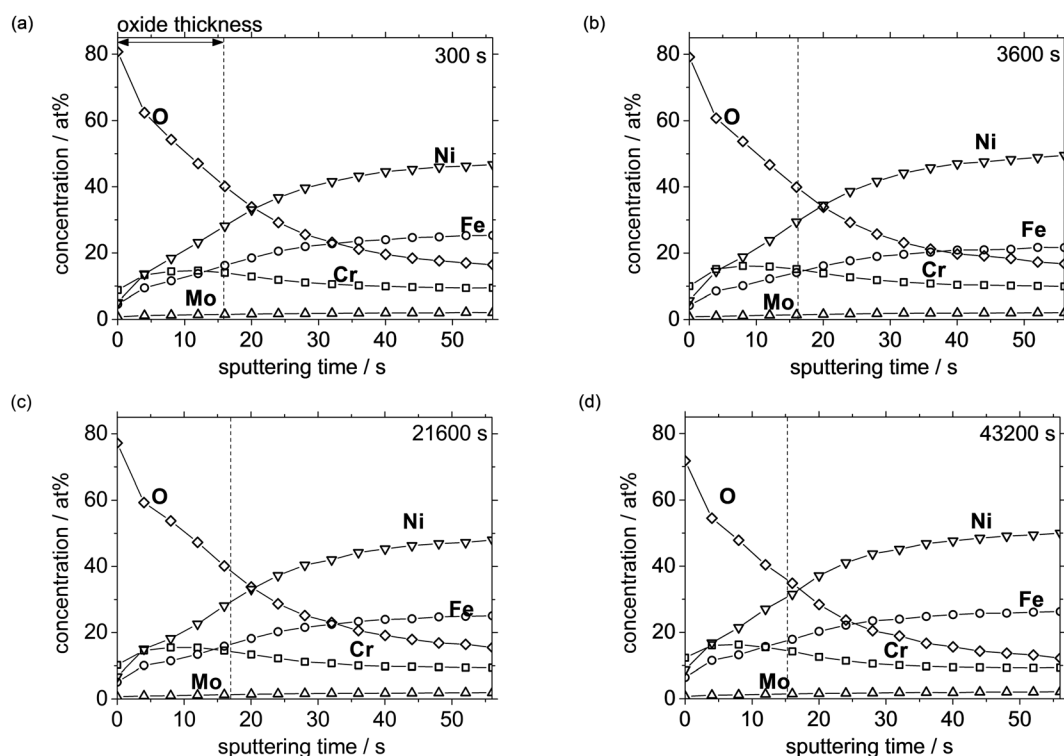 (a)
oxide thickness
300 s
80
60
40
20
0
concentration / at%
O
Ni
Fe
Cr
Mo
0 10 20 30 40 50
sputtering time / s
(b)
3600 s
80
60
40
20
0
concentration / at%
O
Ni
Fe
Cr
Mo
0 10 20 30 40 50
sputtering time / s
(c)
21600 s
80
60
40
20
0
concentration / at%
O
Ni
Fe
Cr
Mo
0 10 20 30 40 50
sputtering time / s
(d)
43200 s
80
60
40
20
0
concentration / at%
O
Ni
Fe
Cr
Mo
0 10 20 30 40 50
sputtering time / s